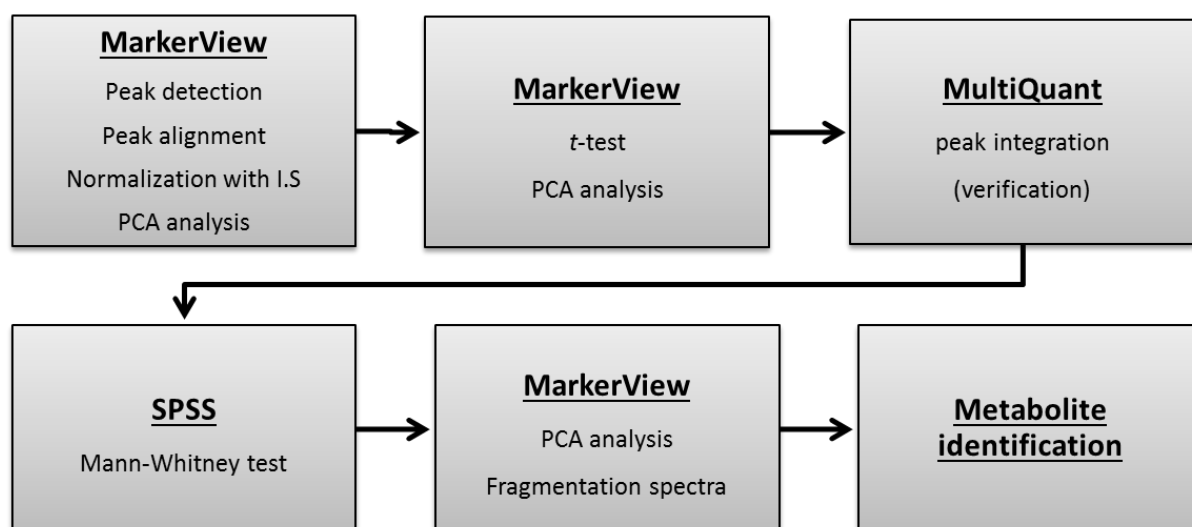 MarkerView
Peak detection
Peak alignment
Normalization with I.S
PCA analysis
MarkerView
t-test
PCA analysis
MultiQuant
peak integration
(verification)
SPSS
Mann-Whitney test
MarkerView
PCA analysis
Fragmentation spectra
Metabolite
identification